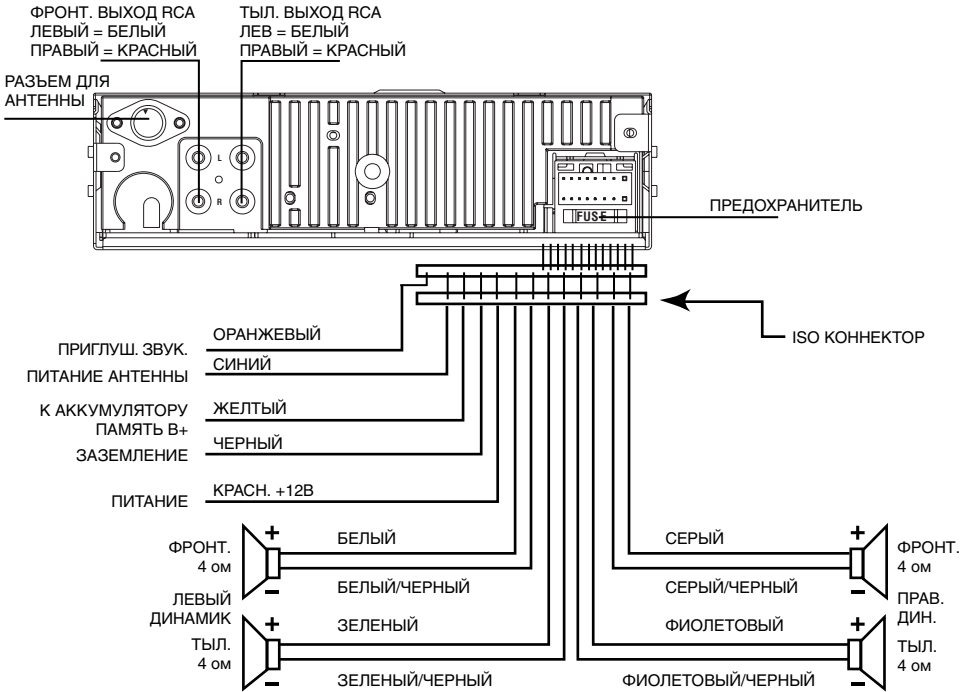 ФРОНТ. ВЫХОД RCA
ЛЕВЫЙ = БЕЛЫЙ
ПРАВЫЙ = КРАСНЫЙ
ТЫЛ. ВЫХОД RCA
ЛЕВ = БЕЛЫЙ
ПРАВЫЙ = КРАСНЫЙ
РАЗЪЕМ ДЛЯ
АНТЕННЫ
L
R
FUSE
ПРЕДОХРАНИТЕЛЬ
ISO КОННЕКТОР
ОРАНЖЕВЫЙ
ПРИГЛУШ. ЗВУК.
СИНИЙ
ПИТАНИЕ АНТЕННЫ
ЖЕЛТЫЙ
К АККУМУЛЯТОРУ
ПАМЯТЬ В+
ЧЕРНЫЙ
ЗАЗЕМЛЕНИЕ
КРАСН. +12В
ПИТАНИЕ
ФРОНТ.
4 ом
+
−
БЕЛЫЙ
БЕЛЫЙ/ЧЕРНЫЙ
ЛЕВЫЙ
ДИНАМИК
ТЫЛ.
4 ом
+
−
ЗЕЛЕНЫЙ
ЗЕЛЕНЫЙ/ЧЕРНЫЙ
СЕРЫЙ
СЕРЫЙ/ЧЕРНЫЙ
+
−
ФРОНТ.
4 ом
ПРАВ.
ДИН.
ФИОЛЕТОВЫЙ
ФИОЛЕТОВЫЙ/ЧЕРНЫЙ
+
−
ТЫЛ.
4 ом